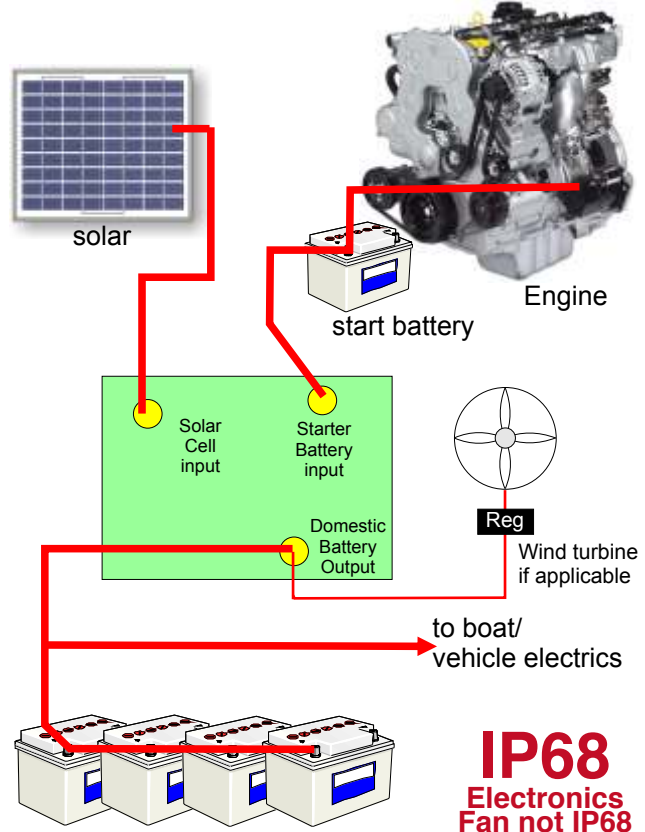 solar
Engine
start battery
Solar
Cell
input
Starter
Battery
input
Domestic
Battery
Output
Reg
Wind turbine
if applicable
to boat/
vehicle electrics
IP68
Electronics
Fan not IP68